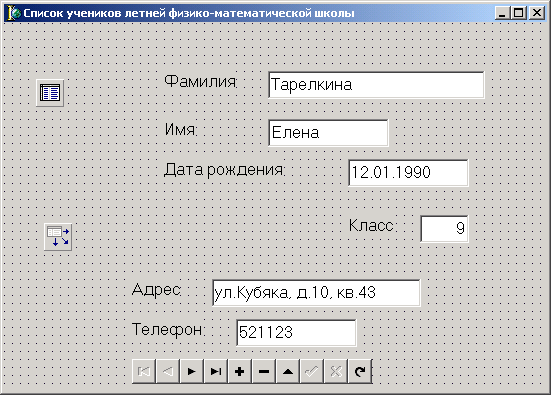 Список учеников летней физико-математической школы
Фамилия Тарелкина
Имя Елена
Дата рождения 12.01.1990
Класс 9
Адрес ул.Кубяка, д.10, кв.43
Телефон 521123